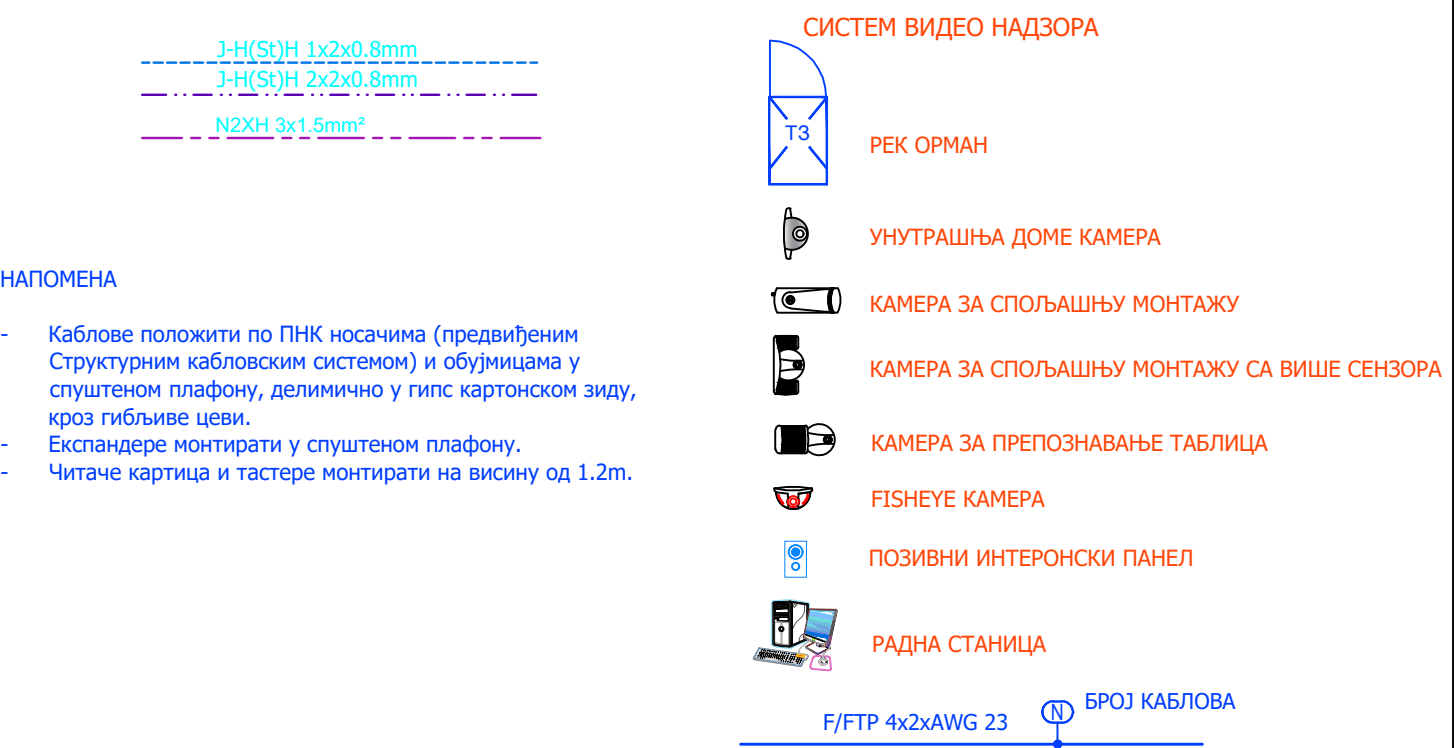 J-H(St)H 1x2x0.8mm
J-H(St)H 2x2x0.8mm
N2XH 3x1.5mm²
НАПОМЕНА
- Каблове положити по ПНК носачима (предвиђеним
Структурним кабловским системом) и обујмицама у
спуштеном плафону, делимично у гипс картонском зиду,
кроз гибљиве цеви.
- Експандере монтирати у спуштеном плафону.
- Читаче картица и тастере монтирати на висину од 1.2m.
СИСТЕМ ВИДЕО НАДЗОРА
Т3
РЕК ОРМАН
УНУТРАШЊА ДОМЕ КАМЕРА
КАМЕРА ЗА СПОЉАШЊУ МОНТАЖУ
КАМЕРА ЗА СПОЉАШЊУ МОНТАЖУ СА ВИШЕ СЕНЗОРА
КАМЕРА ЗА ПРЕПОЗНАВАЊЕ ТАБЛИЦА
FISHEYE КАМЕРА
ПОЗИВНИ ИНТЕРОНСКИ ПАНЕЛ
РАДНА СТАНИЦА
F/FTP 4x2xAWG 23
N
БРОЈ КАБЛОВА